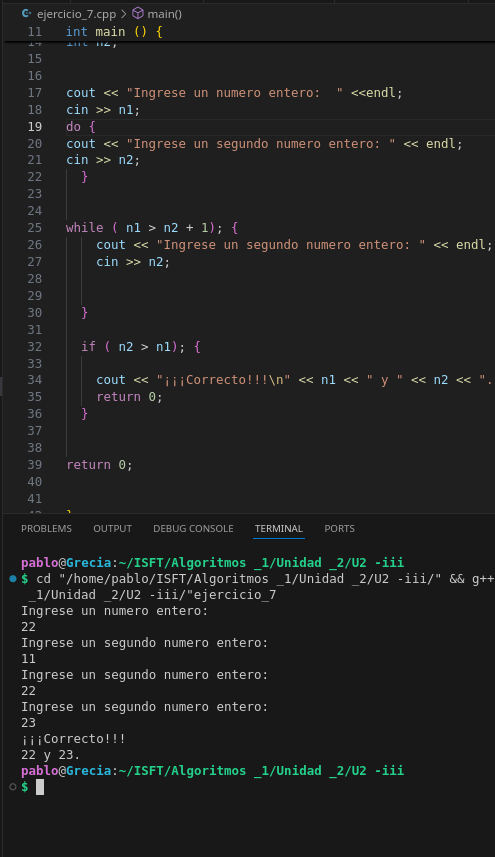 ejercicio_7.cpp > main()
11 int main () {
14 int n2;
15
16
17 cout << "Ingrese un numero entero:  " <<endl;
18 cin >> n1;
19 do {
20 cout << "Ingrese un segundo numero entero: " << endl;
21 cin >> n2;
22 }
23
24
25 while ( n1 > n2 + 1); {
26 cout << "Ingrese un segundo numero entero: " << endl;
27 cin >> n2;
28
29
30 }
31
32 if ( n2 > n1); {
33
34 cout << "¡¡¡Correcto!!!\n" << n1 << " y " << n2 << ".
35 return 0;
36 }
37
38
39 return 0;
40
41
42 }
PROBLEMS OUTPUT DEBUG CONSOLE TERMINAL PORTS
pablo@Grecia:~/ISFT/Algoritmos _1/Unidad _2/U2 -iii
$ cd "/home/pablo/ISFT/Algoritmos _1/Unidad _2/U2 -iii/" && g++
_1/Unidad _2/U2 -iii/"ejercicio_7
Ingrese un numero entero:
22
Ingrese un segundo numero entero:
11
Ingrese un segundo numero entero:
22
Ingrese un segundo numero entero:
23
¡¡¡Correcto!!!
22 y 23.
pablo@Grecia:~/ISFT/Algoritmos _1/Unidad _2/U2 -iii
$